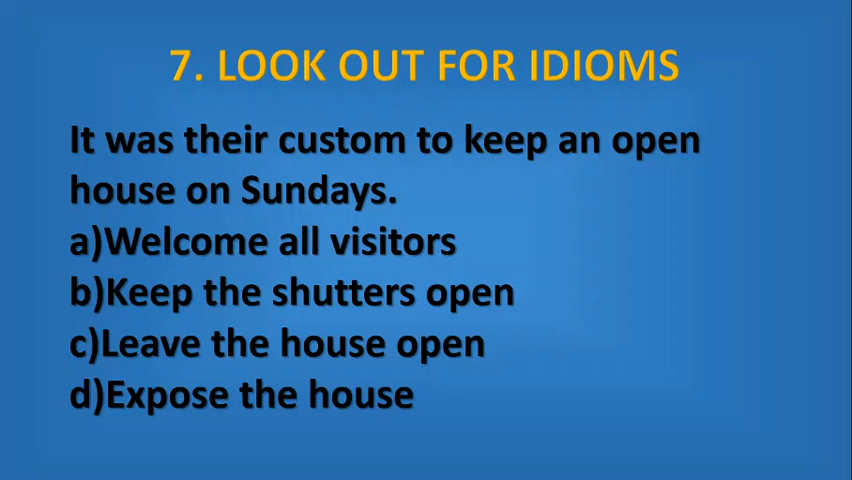 7. LOOK OUT FOR IDIOMS
It was their custom to keep an open
house on Sundays.
a)Welcome all visitors
b)Keep the shutters open
c)Leave the house open
d)Expose the house